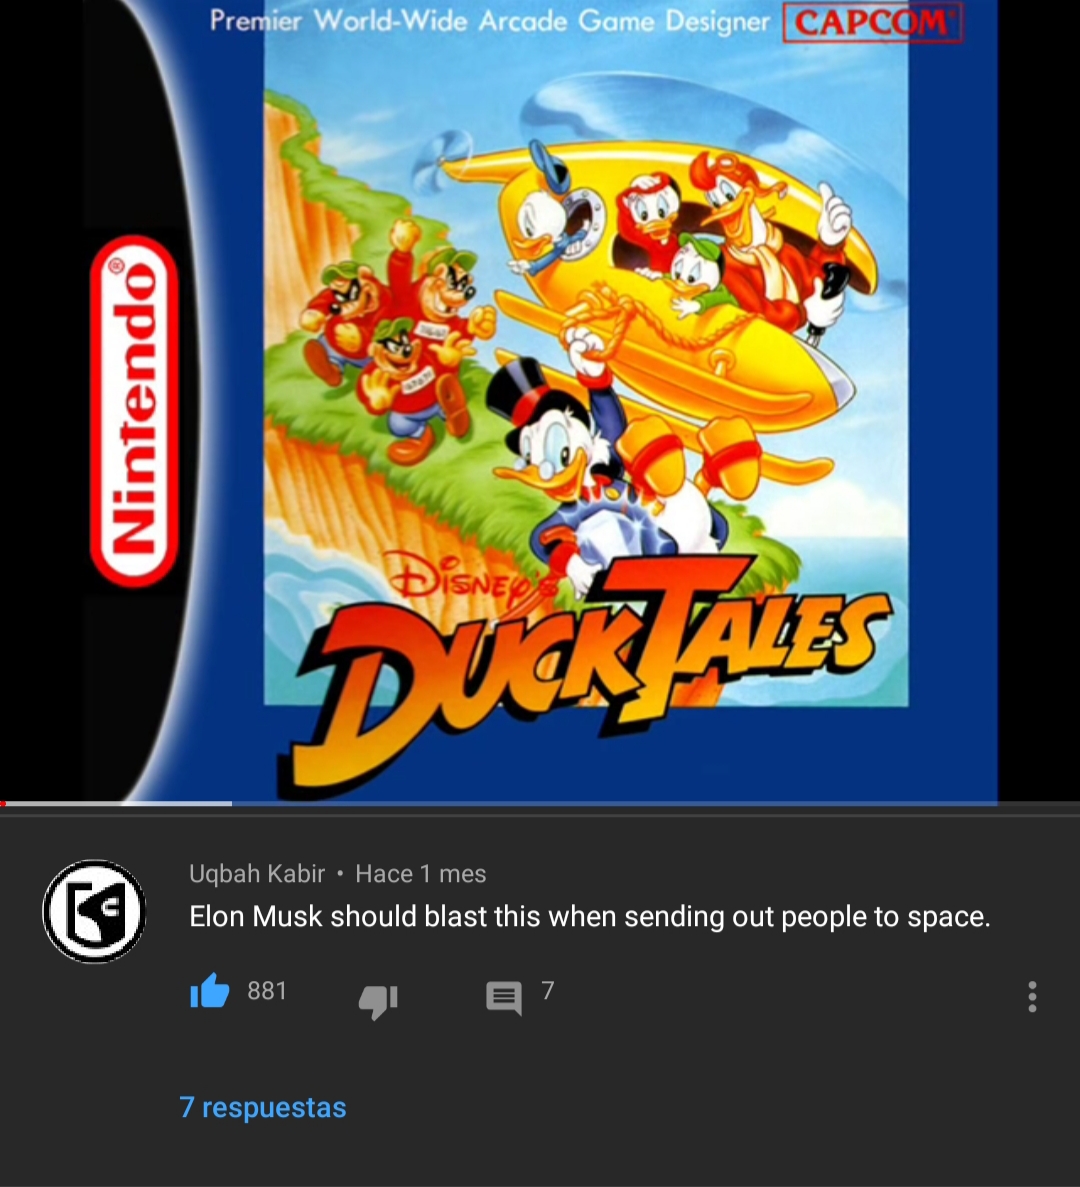 Premier World-Wide Arcade Game Designer CAPCOM
Nintendo®
DISNEY'S
DUCKTALES
Uqbah Kabir • Hace 1 mes
Elon Musk should blast this when sending out people to space.
881
7
7 respuestas